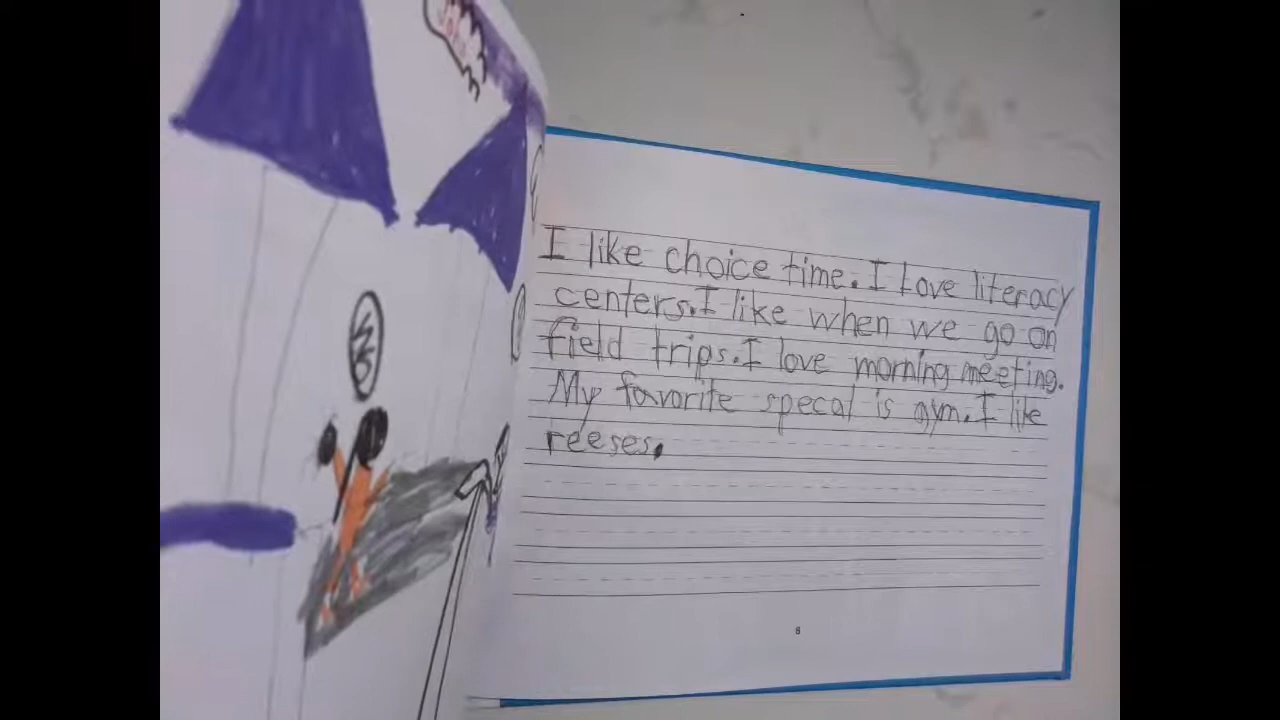 I like choice time. I Love literacy
centers. I like when we go on
field trips. I love morning meeting.
My favorite specal is gym. I like
reeses.
8